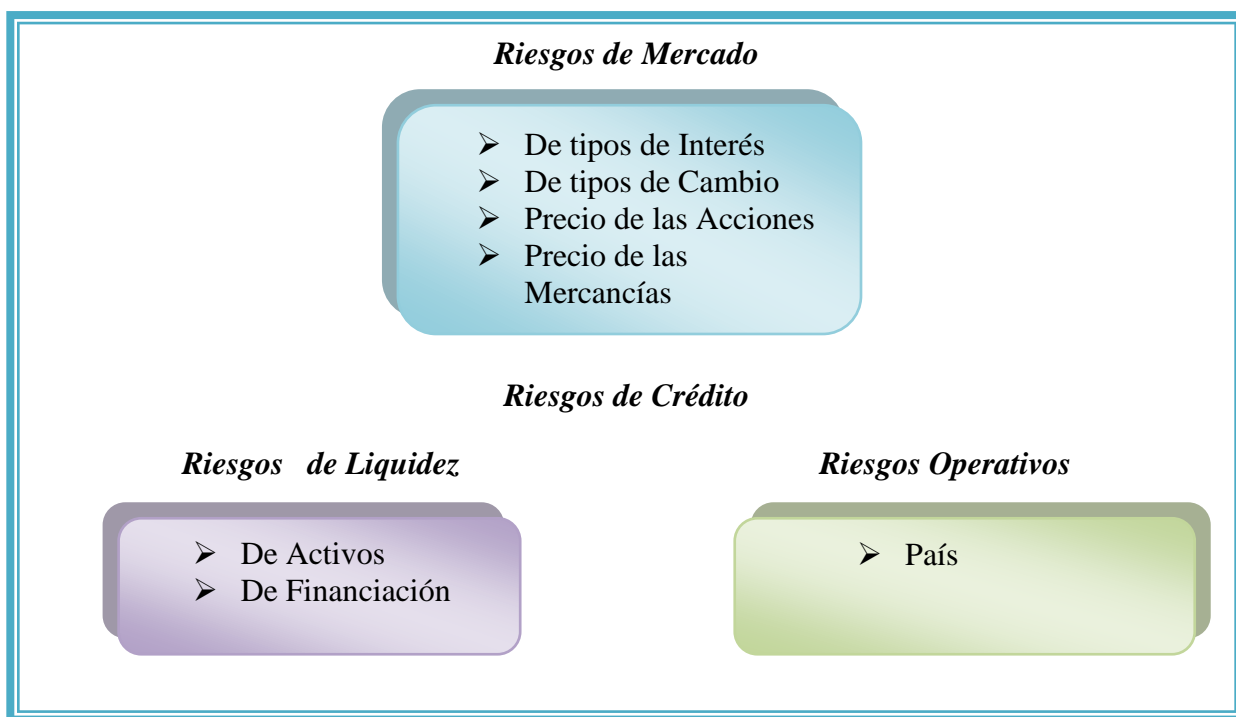 Riesgos de Mercado
➢ De tipos de Interés
➢ De tipos de Cambio
➢ Precio de las Acciones
➢ Precio de las
Mercancías
Riesgos de Crédito
Riesgos de Liquidez
Riesgos Operativos
➢ De Activos
➢ De Financiación
➢ País